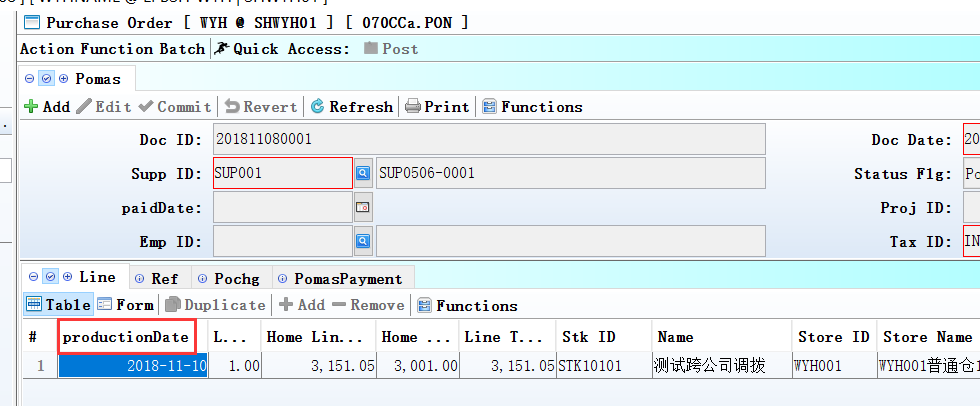 Purchase Order [ WYH @ SHWYH01 ] [ 070CCa.PON ]
Action Function Batch Quick Access: Post
Pomas
Add Edit Commit Revert Refresh Print Functions
Doc ID: 201811080001 Doc Date: 20
Supp ID: SUP001 SUP0506-0001 Status Flg: Po
paidDate: Proj ID:
Emp ID: Tax ID: IN
Line Ref Pochg PomasPayment
Table Form Duplicate Add Remove Functions
# productionDate L... Home Lin... Home ... Line T... Stk ID Name Store ID Store Name
1 2018-11-10 1.00 3,151.05 3,001.00 3,151.05 STK10101 测试跨公司调拨 WYH001 WYH001普通仓1